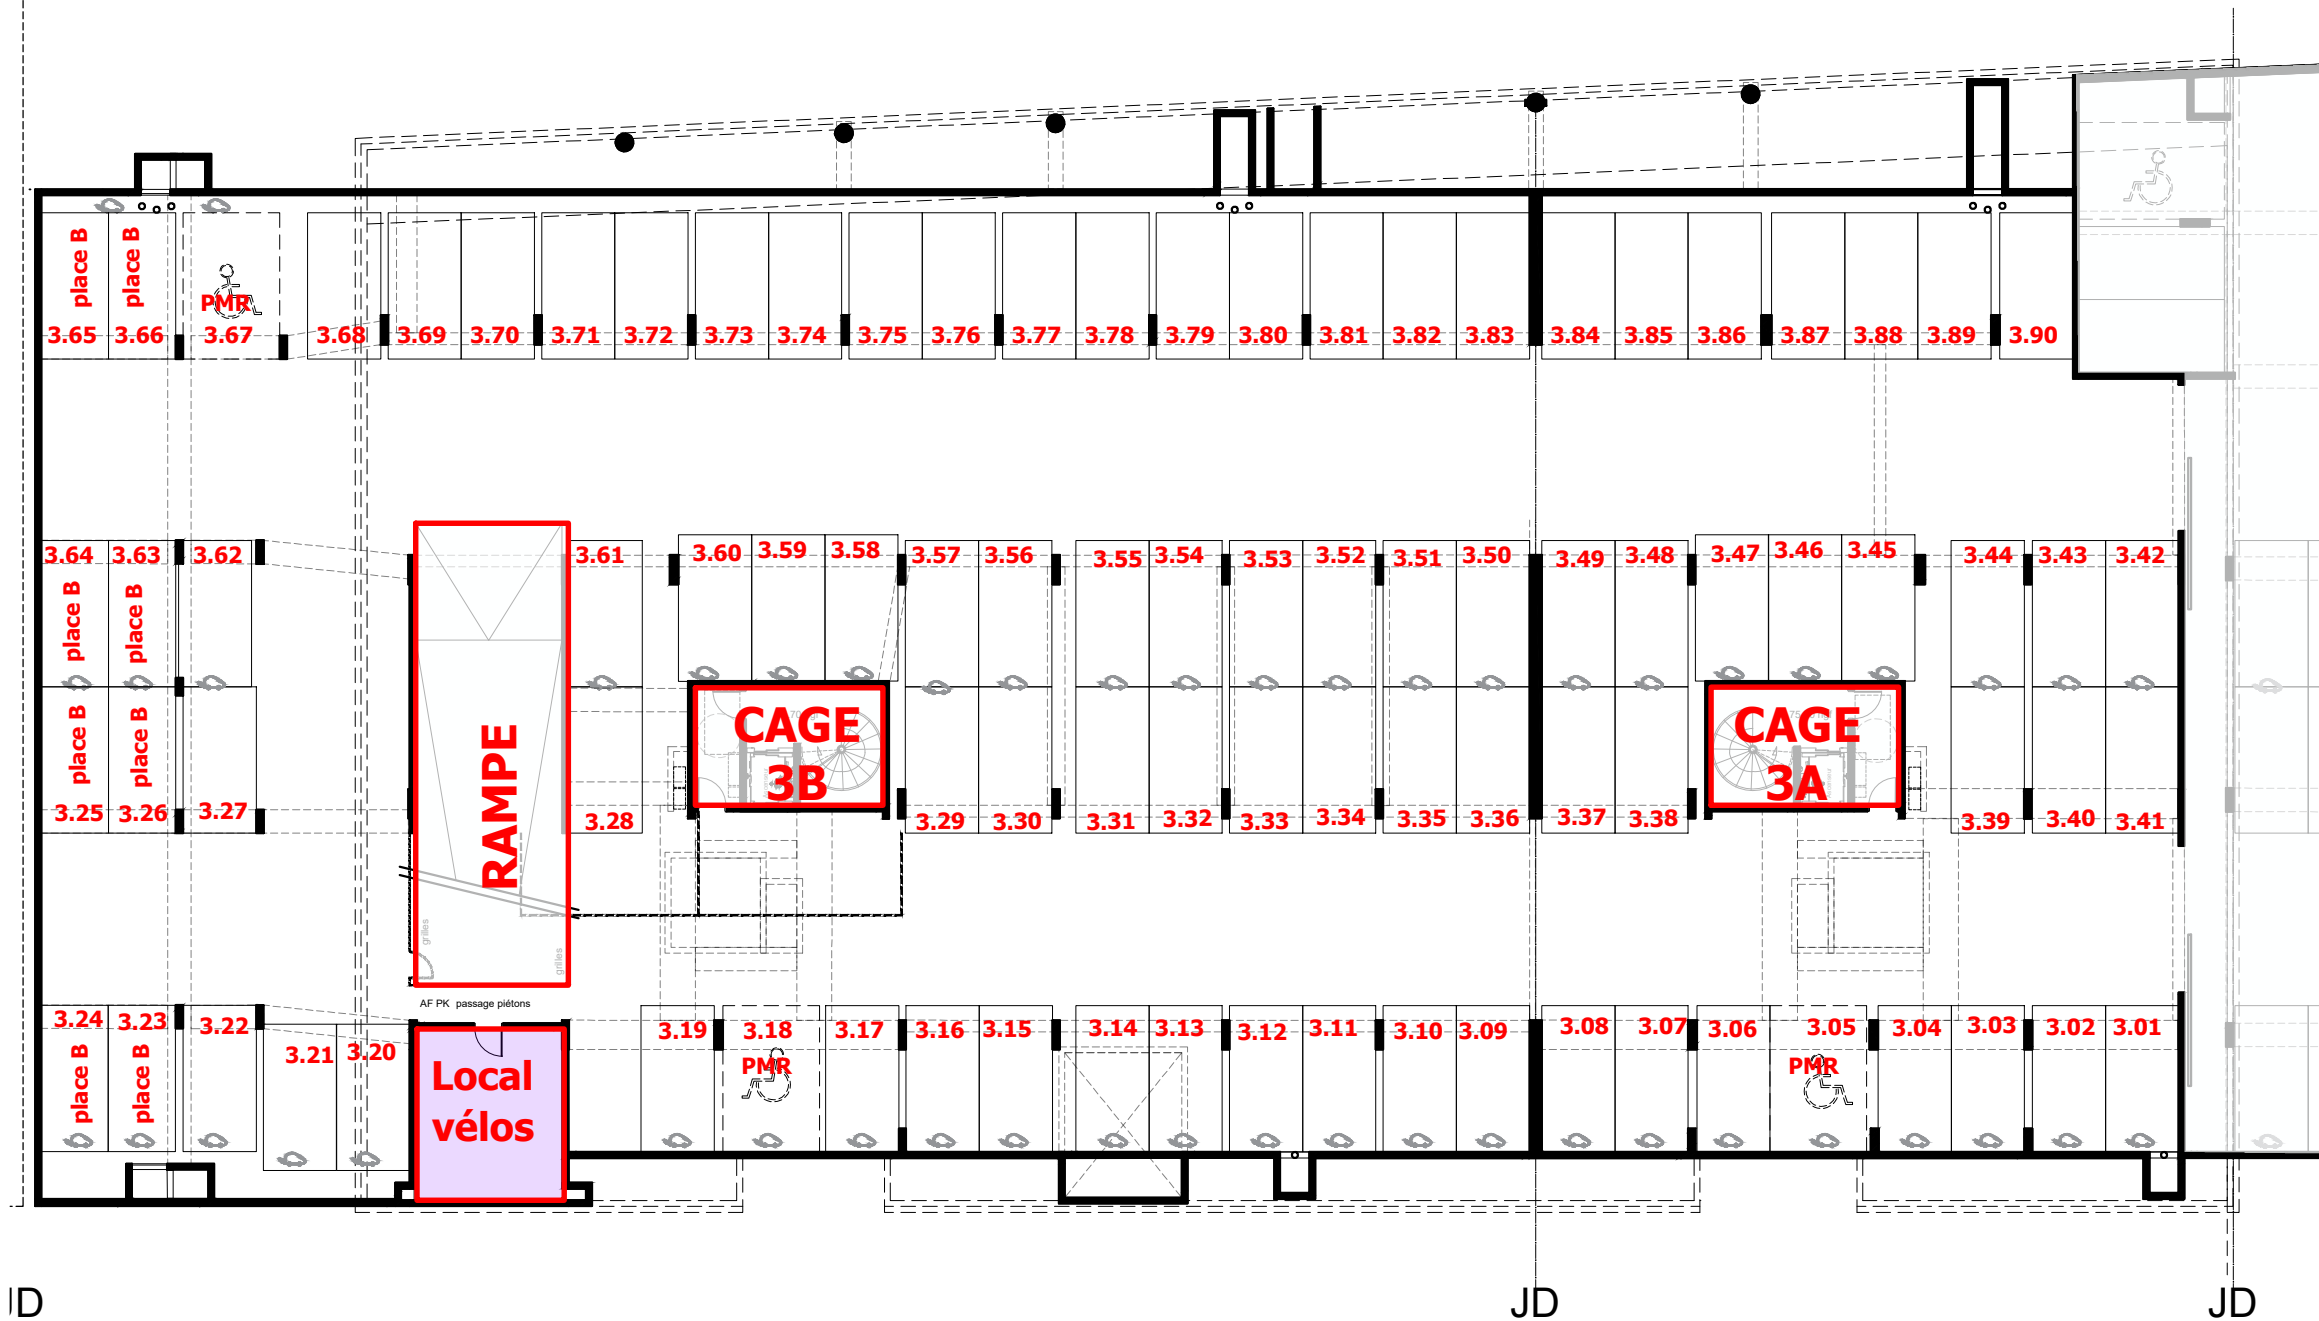 place B
place B
PMR
3.65 3.66 3.67 3.68 3.69 3.70 3.71 3.72 3.73 3.74 3.75 3.76 3.77 3.78 3.79 3.80 3.81 3.82 3.83 3.84 3.85 3.86 3.87 3.88 3.89 3.90
3.64 3.63 3.62 3.61 3.60 3.59 3.58 3.57 3.56 3.55 3.54 3.53 3.52 3.51 3.50 3.49 3.48 3.47 3.46 3.45 3.44 3.43 3.42
place B
place B
place B
place B
RAMPE
CAGE
3B
CAGE
3A
3.25 3.26 3.27 3.28 3.29 3.30 3.31 3.32 3.33 3.34 3.35 3.36 3.37 3.38 3.39 3.40 3.41
grilles
grilles
AF PK passage piétons
3.24 3.23 3.22 3.21 3.20 3.19 3.18 3.17 3.16 3.15 3.14 3.13 3.12 3.11 3.10 3.09 3.08 3.07 3.06 3.05 3.04 3.03 3.02 3.01
place B
place B
PMR
PMR
Local
vélos
JD
JD
JD